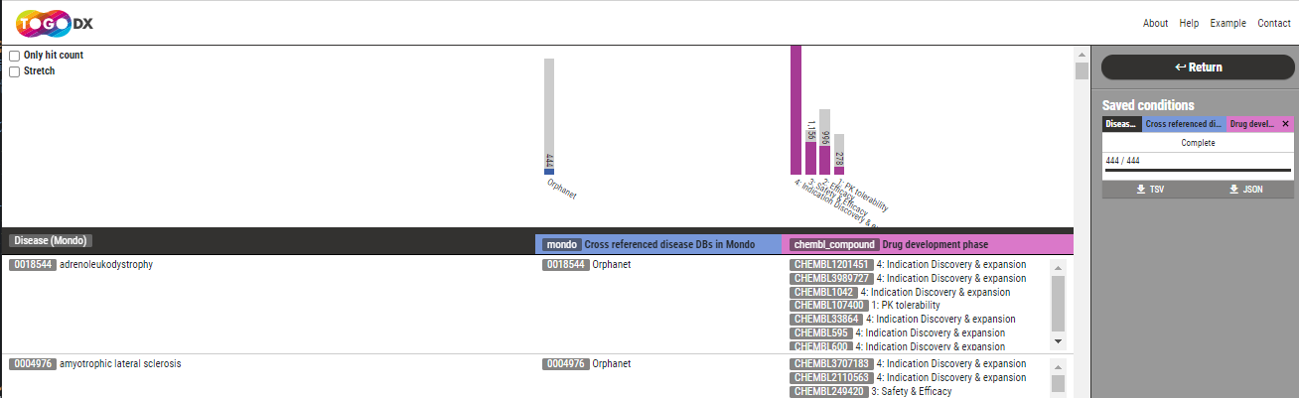 TOGO DX
About Help Example Contact
Only hit count
Stretch
444
1,156
996
278
Orphanet
4: Indication Discovery & exp
3: Safety & Efficacy
2: Efficacy
1: PK tolerability
Return
Saved conditions
Diseas... Cross referenced di... Drug devel... ×
Complete
444 / 444
TSV JSON
Disease (Mondo) mondo Cross referenced disease DBs in Mondo chembl_compound Drug development phase
0018544 adrenoleukodystrophy 0018544 Orphanet CHEMBL1201451 4: Indication Discovery & expansion
CHEMBL3989727 4: Indication Discovery & expansion
CHEMBL1042 4: Indication Discovery & expansion
CHEMBL107400 1: PK tolerability
CHEMBL33864 4: Indication Discovery & expansion
CHEMBL595 4: Indication Discovery & expansion
CHEMBL600 4: Indication Discovery & expansion
0004976 amyotrophic lateral sclerosis 0004976 Orphanet CHEMBL3707183 4: Indication Discovery & expansion
CHEMBL2110563 4: Indication Discovery & expansion
CHEMBL249420 3: Safety & Efficacy